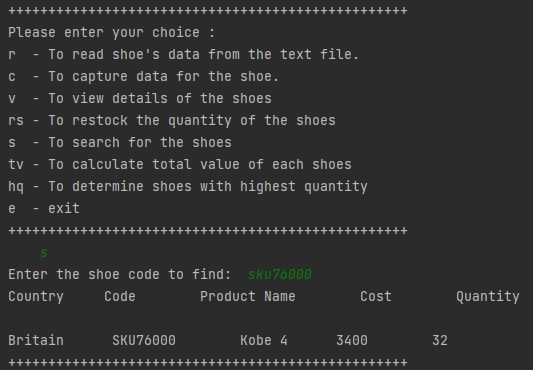 ++++++++++++++++++++++++++++++++++++++++++++++++++
Please enter your choice :
r  - To read shoe's data from the text file.
c  - To capture data for the shoe.
v  - To view details of the shoes
rs - To restock the quantity of the shoes
s  - To search for the shoes
tv - To calculate total value of each shoes
hq - To determine shoes with highest quantity
e  - exit
++++++++++++++++++++++++++++++++++++++++++++++++++
    s
Enter the shoe code to find:  sku76000
Country     Code        Product Name        Cost        Quantity
Britain      SKU76000        Kobe 4      3400        32
++++++++++++++++++++++++++++++++++++++++++++++++++